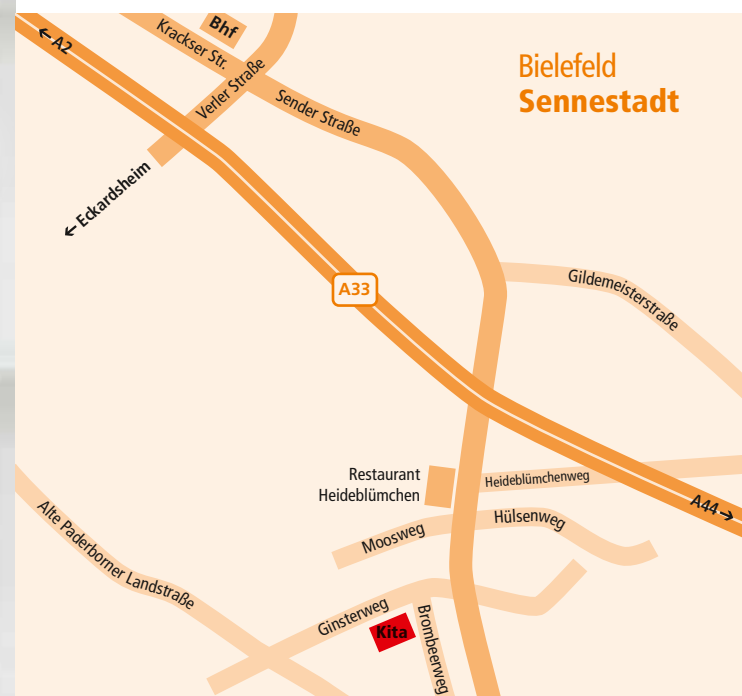 Bhf
← A2
Krackser Str.
Verler Straße
Sender Straße
Bielefeld
Sennestadt
← Eckardsheim
A33
Gildemeisterstraße
Restaurant
Heideblümchen
Heideblümchenweg
A44 →
Moosweg
Hülsenweg
Alte Paderborner Landstraße
Ginsterweg
Kita
Brombeerweg